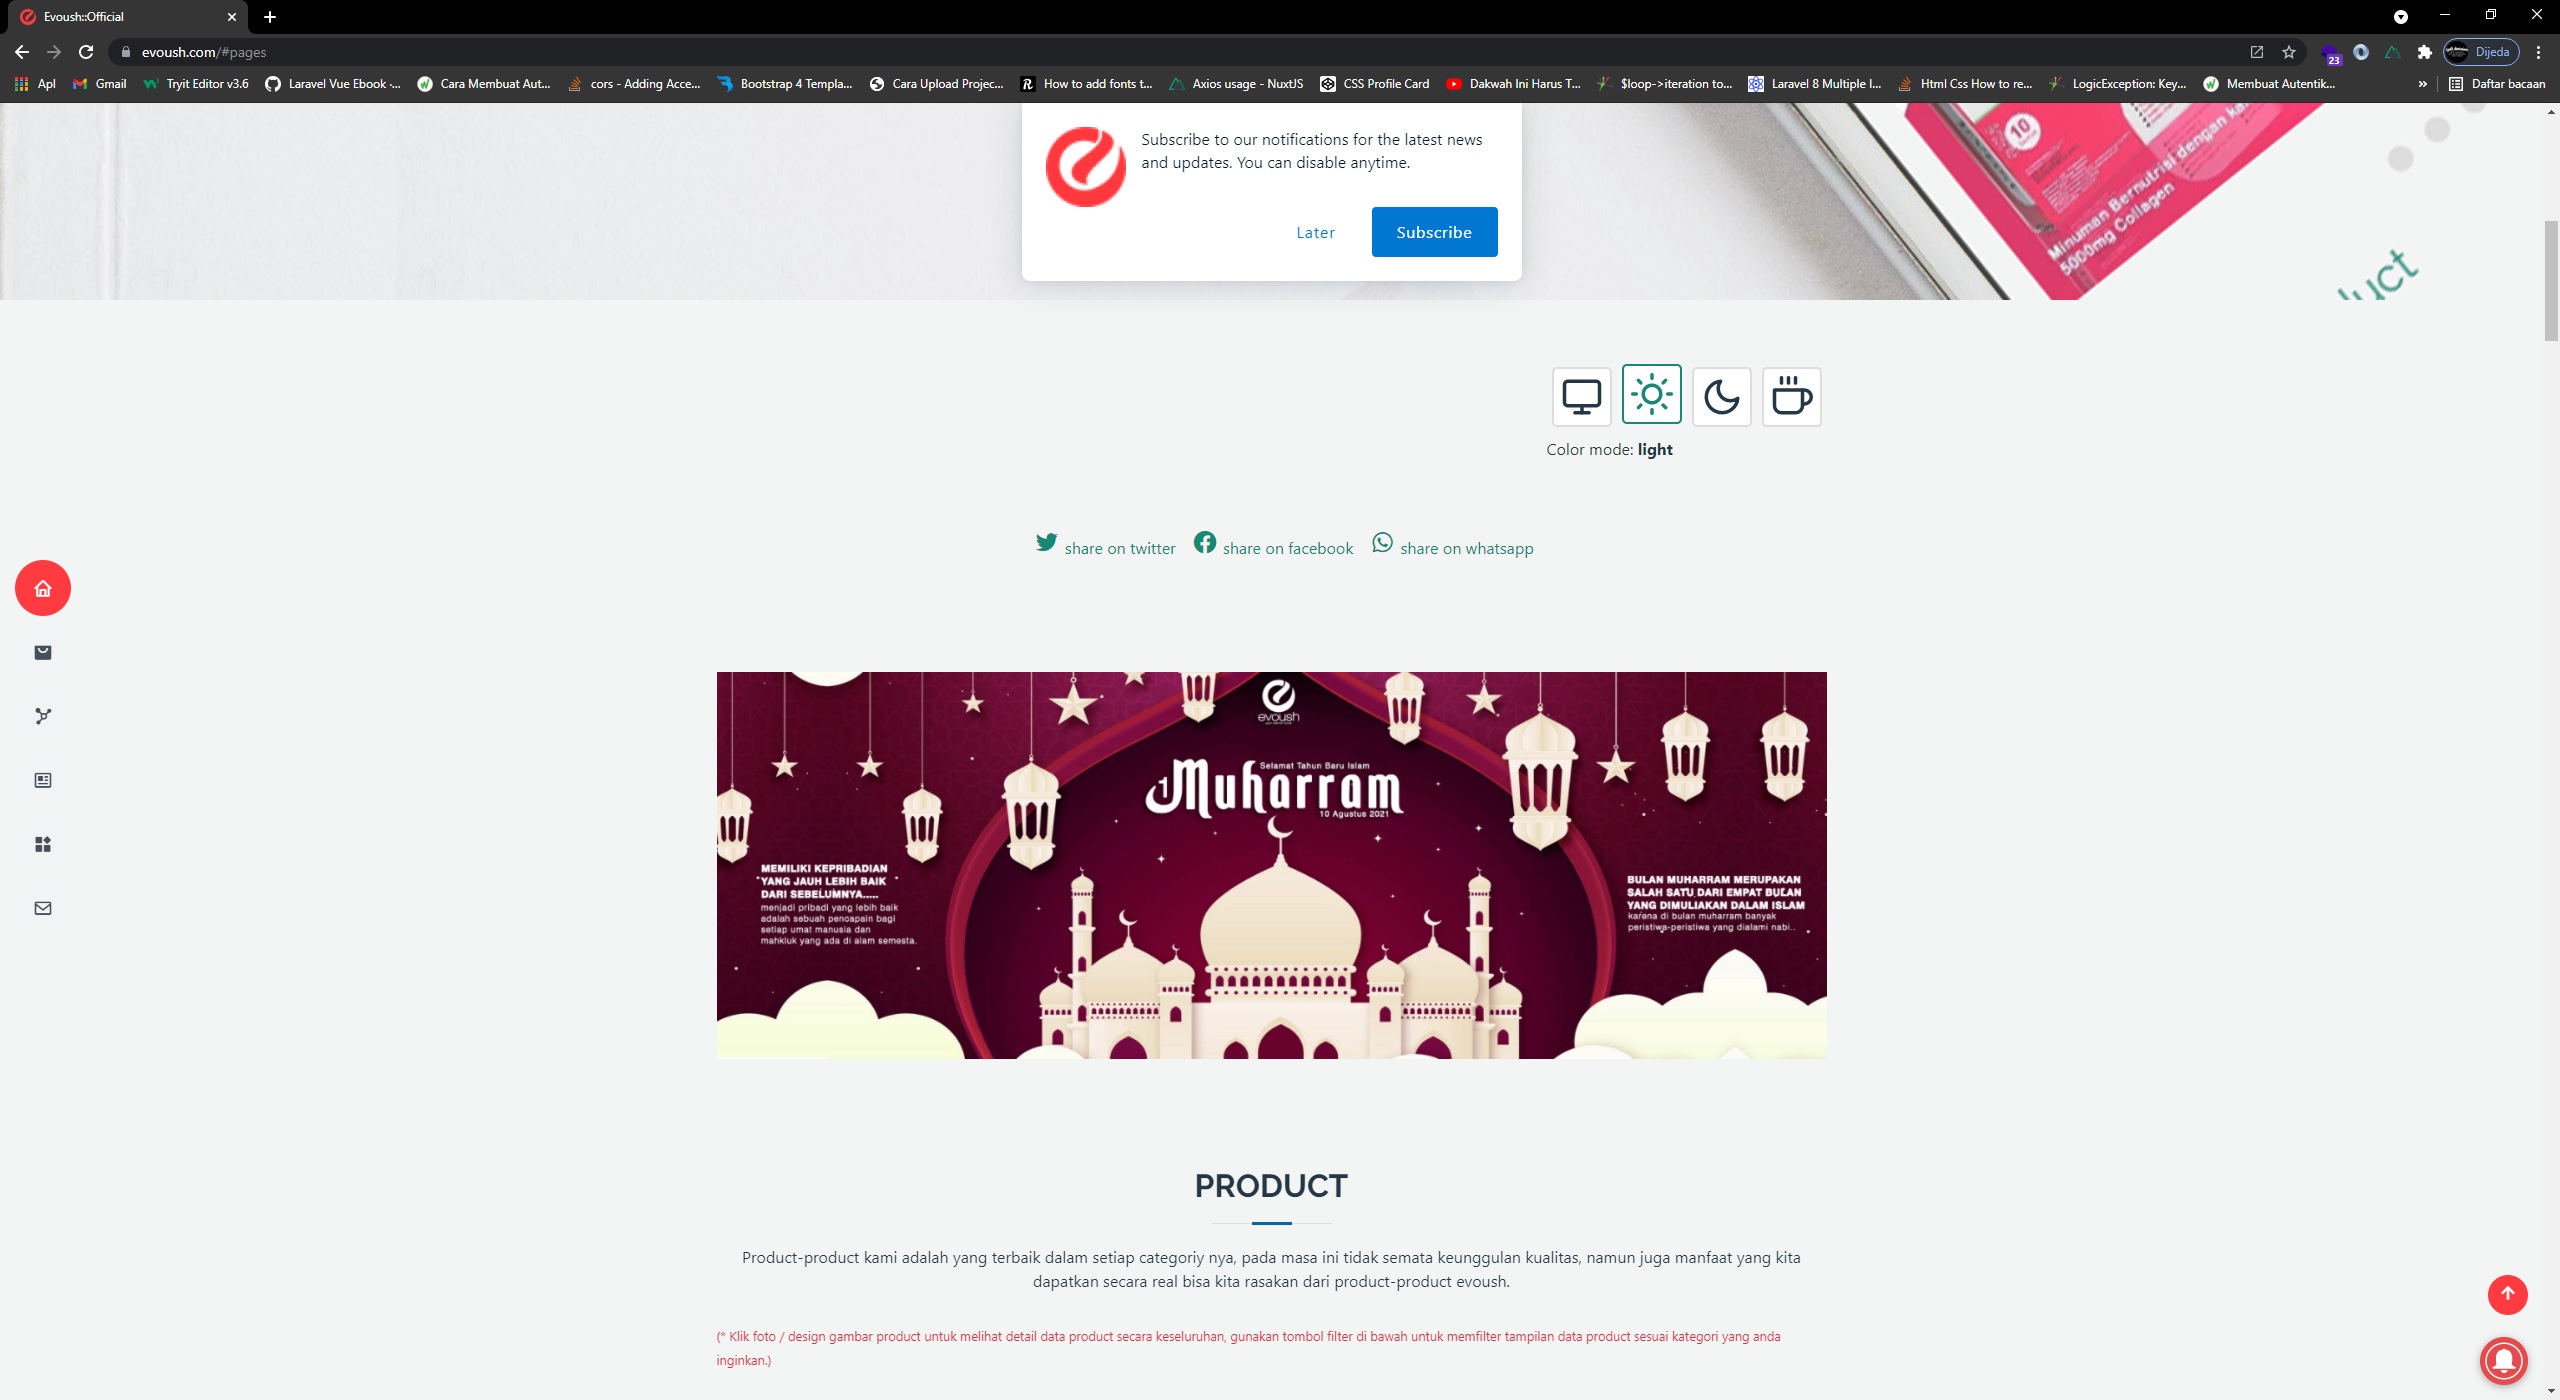 Evoush::Official
evoush.com/#pages
23
Dijeda
Apl
Gmail
Tryit Editor v3.6
Laravel Vue Ebook ·...
Cara Membuat Aut...
cors - Adding Acce...
Bootstrap 4 Templa...
Cara Upload Projec...
How to add fonts t...
Axios usage - NuxtJS
CSS Profile Card
Dakwah Ini Harus T...
$loop->iteration to...
Laravel 8 Multiple I...
Html Css How to re...
LogicException: Key...
Membuat Autentik...
»
Daftar bacaan
Subscribe to our notifications for the latest news
and updates. You can disable anytime.
Later
Subscribe
10
Minuman Bernutrisi dengan
5000mg Collagen
Color mode: light
share on twitter
share on facebook
share on whatsapp
evoush
Selamat Tahun Baru Islam
1 Muharram
10 Agustus 2021
MEMILIKI KEPRIBADIAN
YANG JAUH LEBIH BAIK
DARI SEBELUMNYA.....
menjadi pribadi yang lebih baik
adalah sebuah pencapain bagi
setiap umat manusia dan
mahkluk yang ada di alam semesta.
BULAN MUHARRAM MERUPAKAN
SALAH SATU DARI EMPAT BULAN
YANG DIMULIAKAN DALAM ISLAM
karena di bulan muharram banyak
peristiwa-peristiwa yang dialami nabi..
PRODUCT
Product-product kami adalah yang terbaik dalam setiap categoriy nya, pada masa ini tidak semata keunggulan kualitas, namun juga manfaat yang kita
dapatkan secara real bisa kita rasakan dari product-product evoush.
(* Klik foto / design gambar product untuk melihat detail data product secara keseluruhan, gunakan tombol filter di bawah untuk memfilter tampilan data product sesuai kategori yang anda
inginkan.)